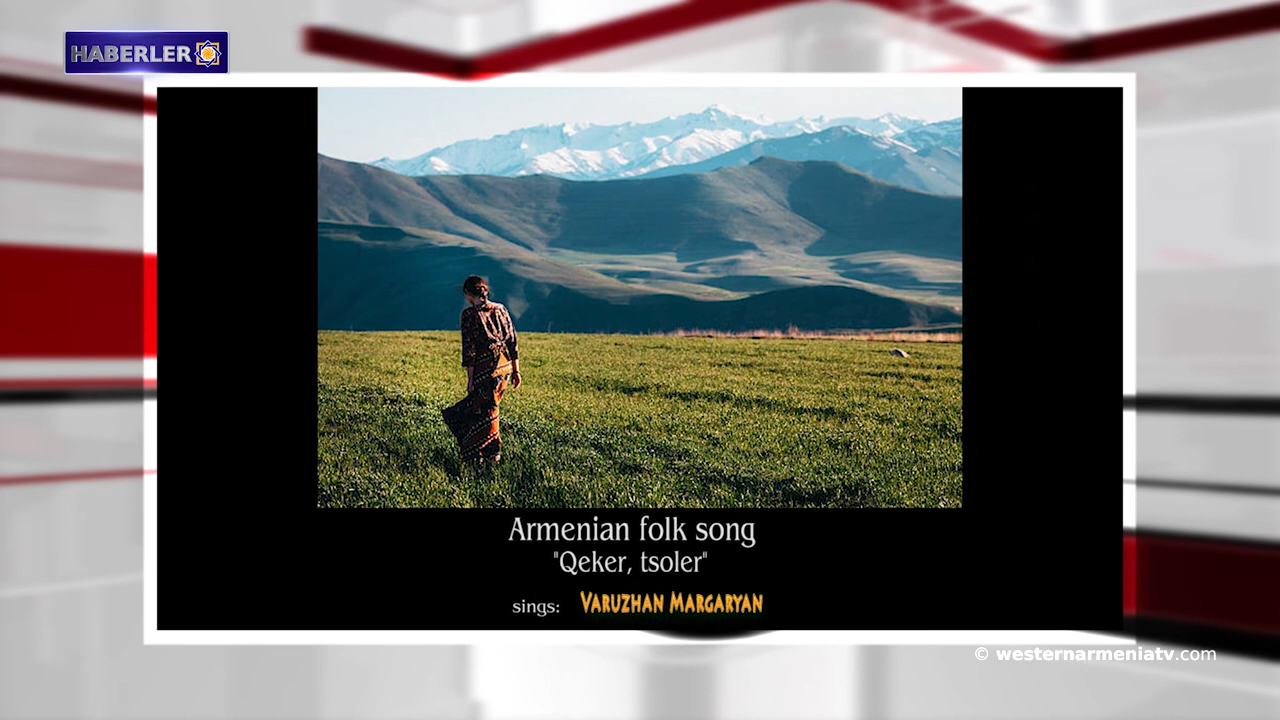 HABERLER
Armenian folk song
"Qeker, tsoler"
sings: VARUZHAN MARGARYAN
© westernarmeniatv.com